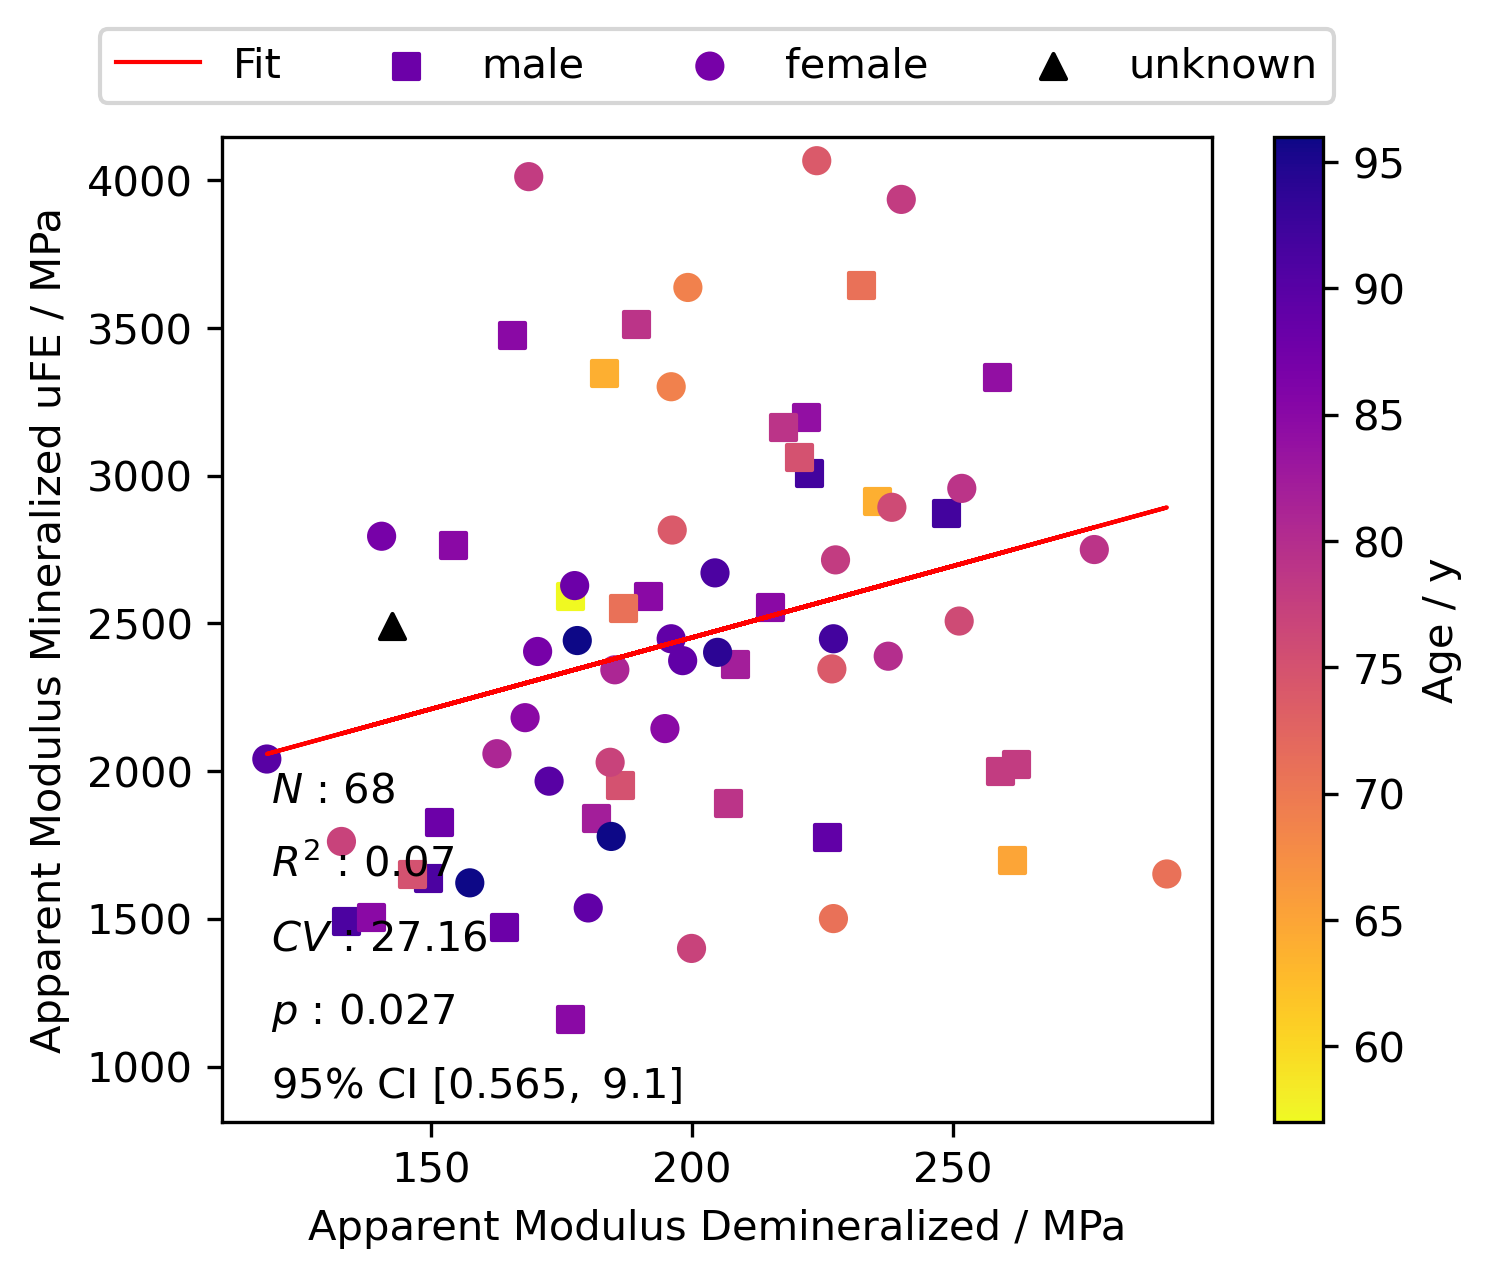 Fit male female unknown
4000
3500
3000
2500
2000
1500
1000
Apparent Modulus Mineralized uFE / MPa
N : 68
R² : 0.07
CV : 27.16
p : 0.027
95% CI [0.565, 9.1]
150 200 250
Apparent Modulus Demineralized / MPa
95
90
85
80
75
70
65
60
Age / y